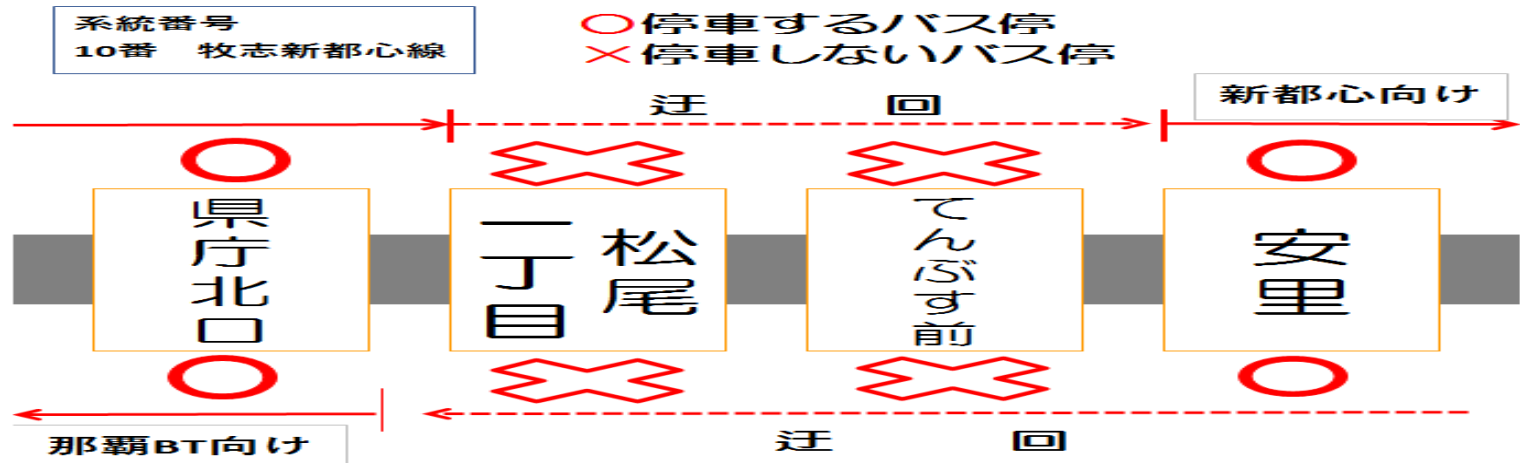 系統番号
10番　牧志新都心線
〇停車するバス停
×停車しないバス停
迂　回
新都心向け
県庁北口
松尾
一丁目
てんぶす前
安里
那覇BT向け
迂　回